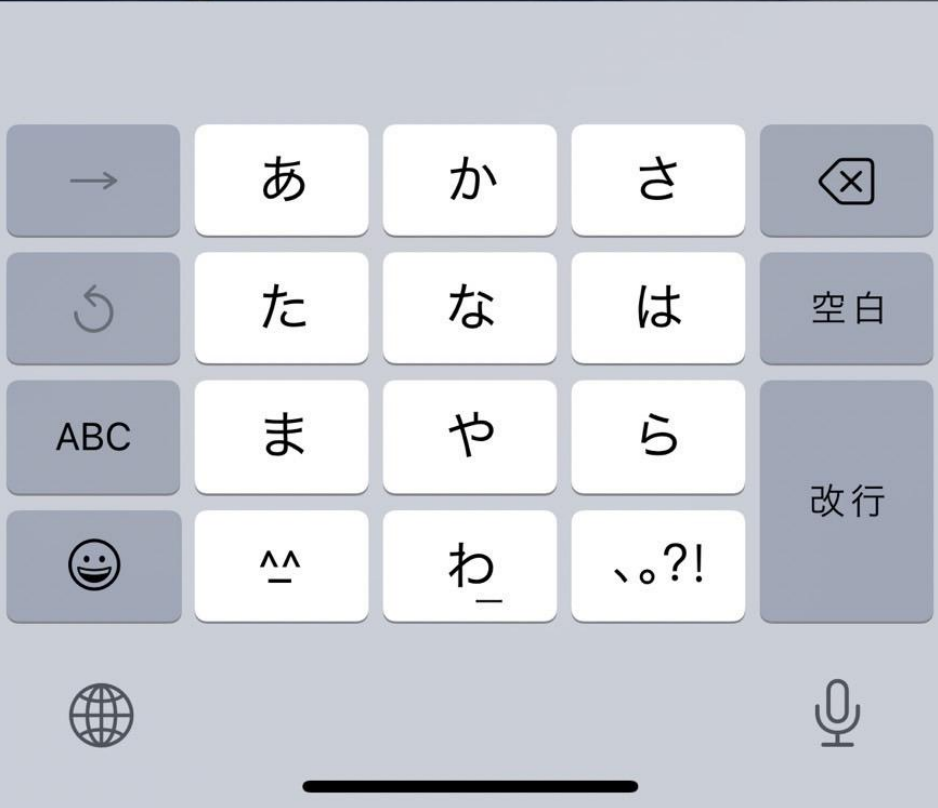 → あ か さ
た な は 空白
ABC ま や ら
改行
^_^ わ_ 、。?!